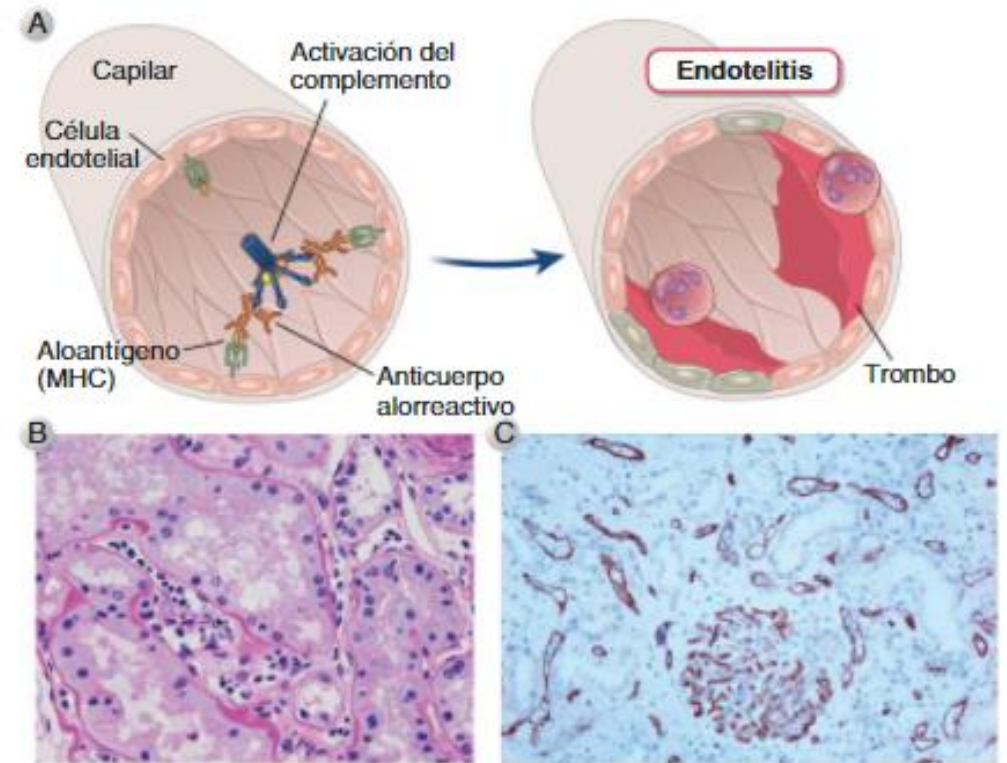 A
Capilar
Activación del
complemento
Célula
endotelial
Aloantígeno
(MHC)
Anticuerpo
alorreactivo
Endotelitis
Trombo
B
C